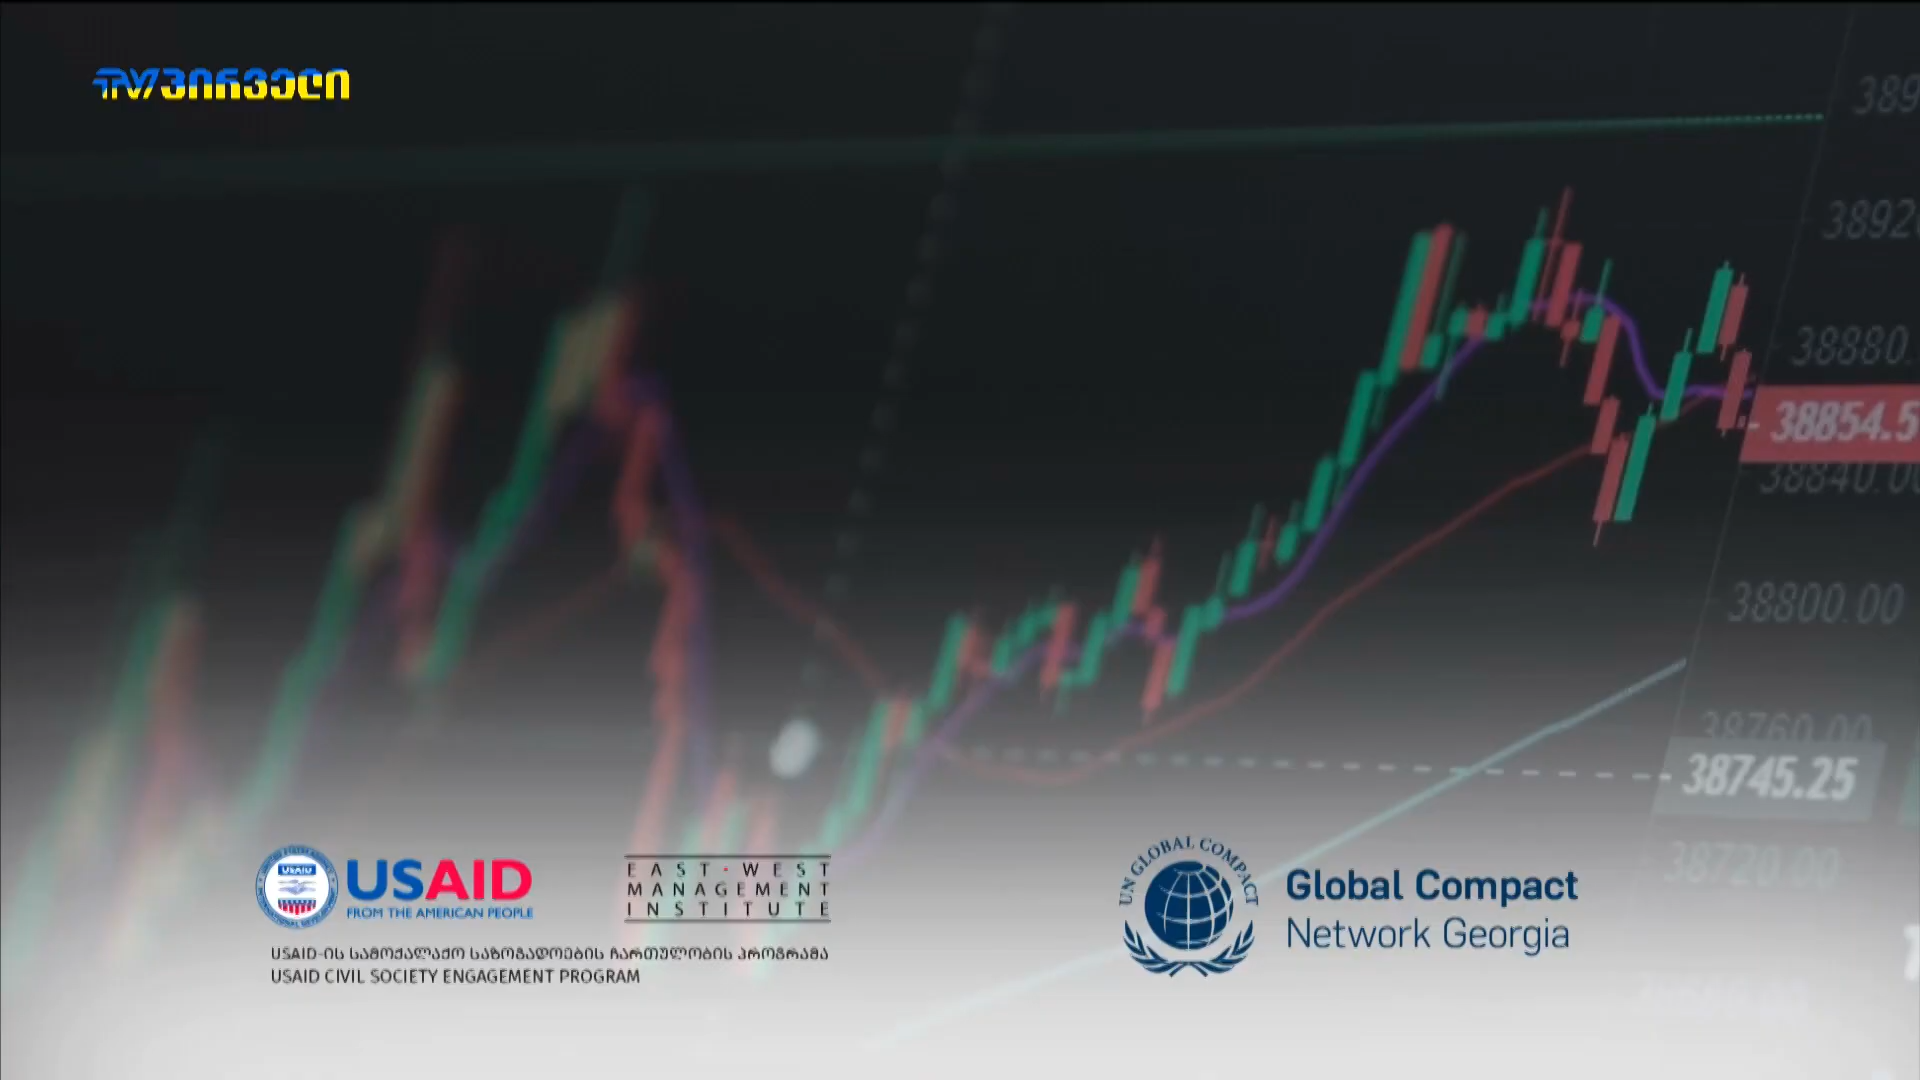 TV პირველი
38920
38880.
38854.5
38840.00
38800.00
38760.00
38745.25
38720.00
USAID
USAID
FROM THE AMERICAN PEOPLE
EAST·WEST
MANAGEMENT
INSTITUTE
USAID-ის სამოქალაქო საზოგადოების ჩართულობის პროგრამა
USAID CIVIL SOCIETY ENGAGEMENT PROGRAM
UN GLOBAL COMPACT
Global Compact
Network Georgia